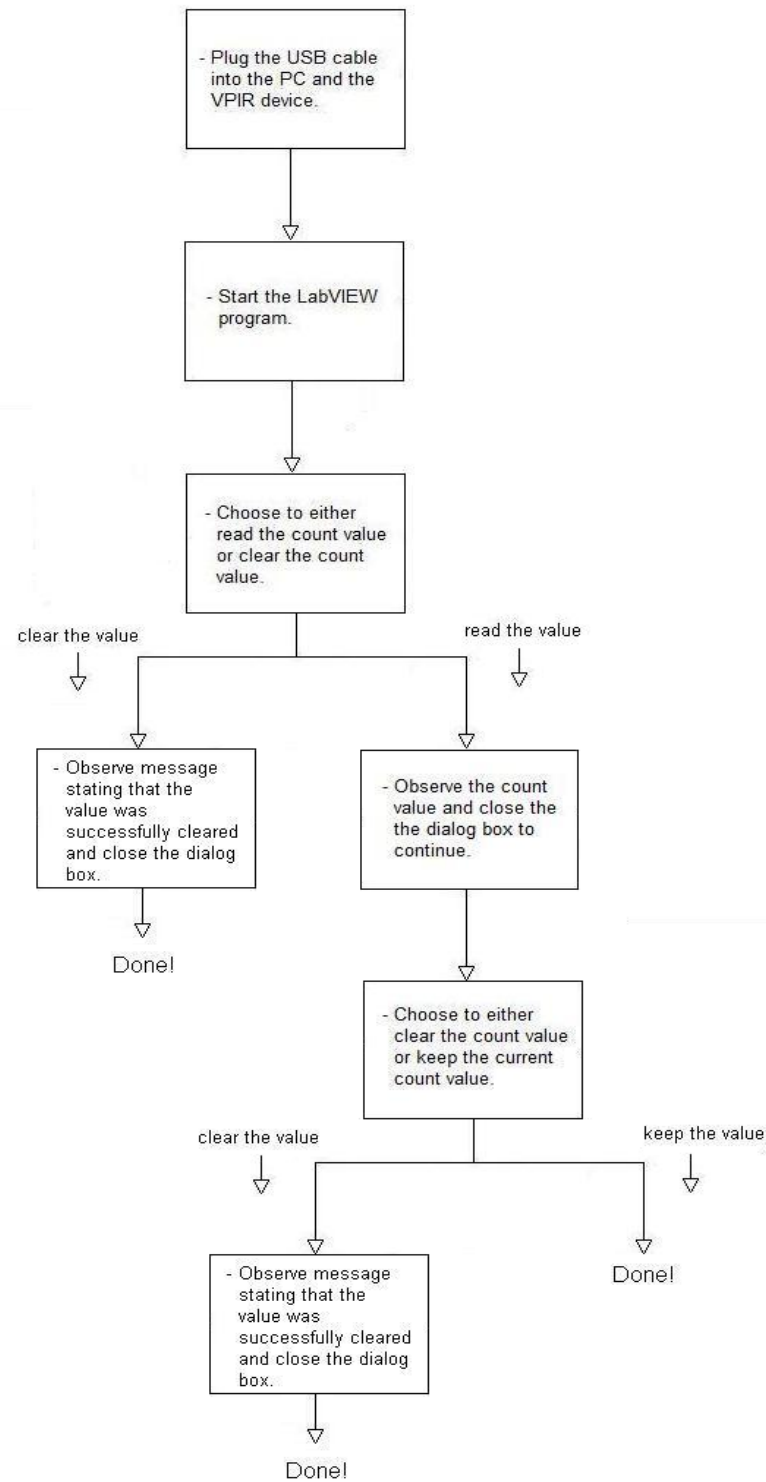 - Plug the USB cable
into the PC and the
VPIR device.
- Start the LabVIEW
program.
- Choose to either
read the count value
or clear the count
value.
clear the value
read the value
- Observe message
stating that the
value was
successfully cleared
and close the dialog
box.
- Observe the count
value and close the
the dialog box to
continue.
Done!
- Choose to either
clear the count value
or keep the current
count value.
clear the value
keep the value
- Observe message
stating that the
value was
successfully cleared
and close the dialog
box.
Done!
Done!